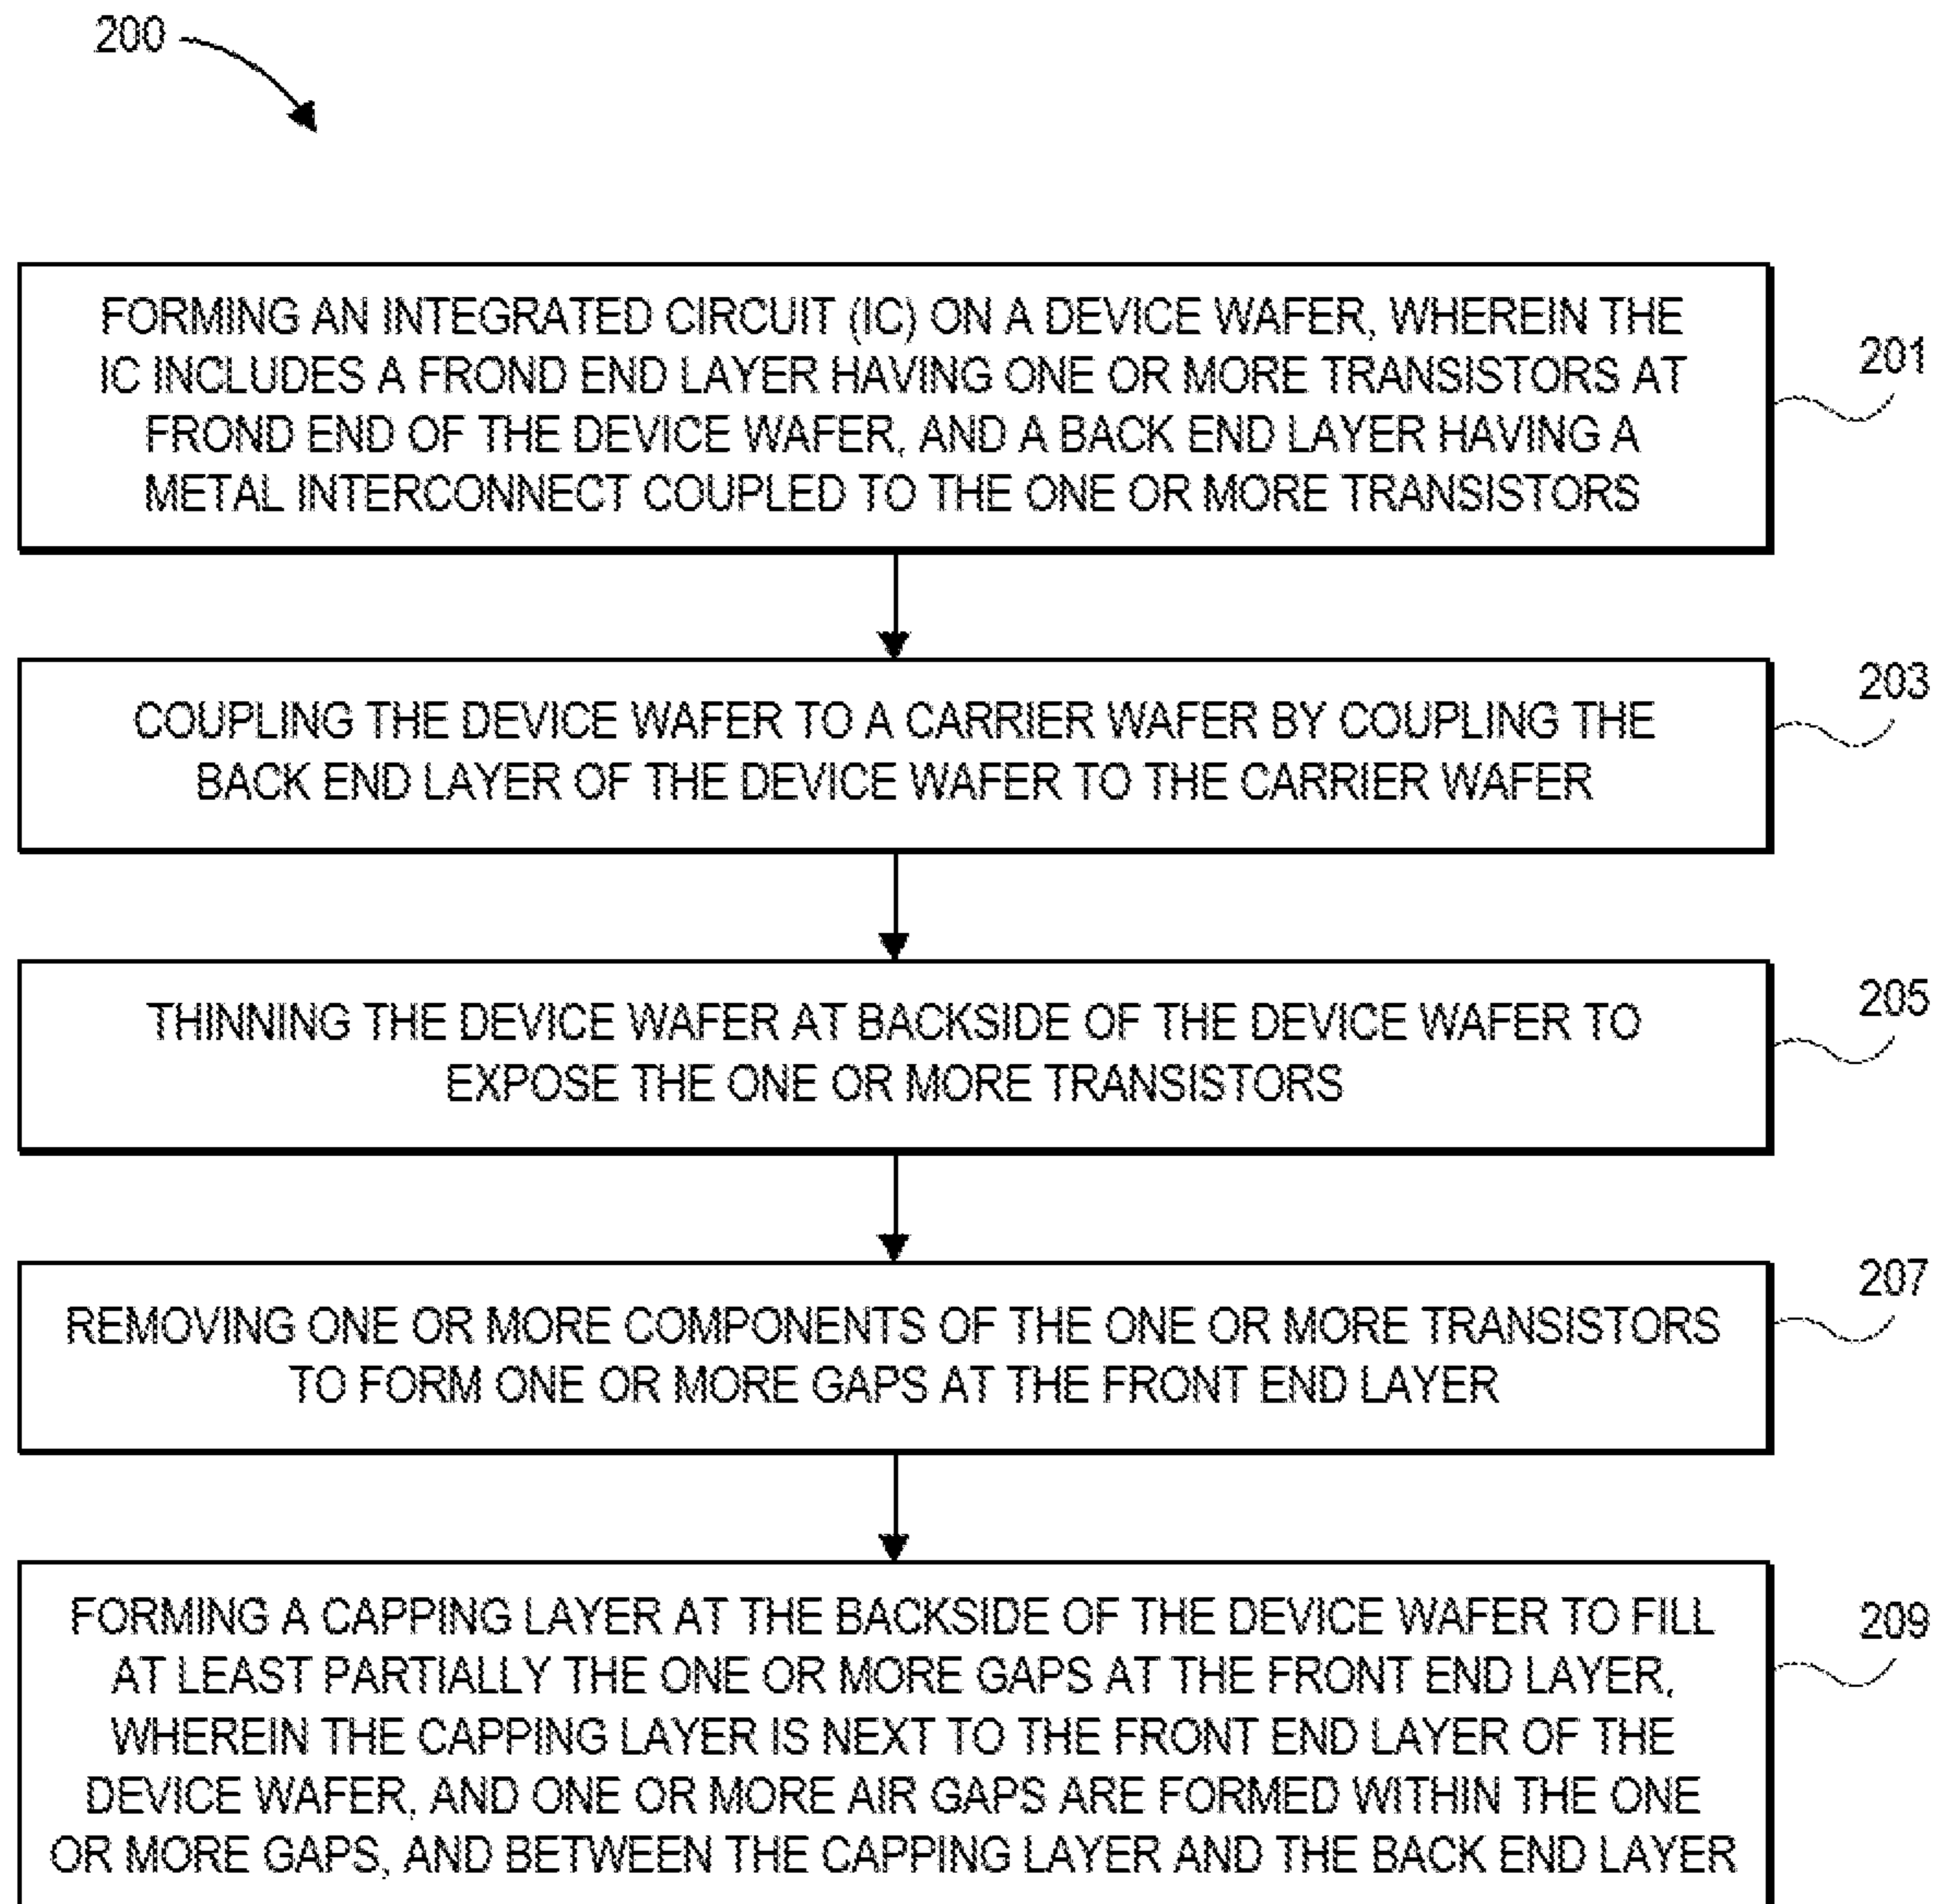 200
FORMING AN INTEGRATED CIRCUIT (IC) ON A DEVICE WAFER, WHEREIN THE
IC INCLUDES A FROND END LAYER HAVING ONE OR MORE TRANSISTORS AT
FROND END OF THE DEVICE WAFER, AND A BACK END LAYER HAVING A
METAL INTERCONNECT COUPLED TO THE ONE OR MORE TRANSISTORS
201
COUPLING THE DEVICE WAFER TO A CARRIER WAFER BY COUPLING THE
BACK END LAYER OF THE DEVICE WAFER TO THE CARRIER WAFER
203
THINNING THE DEVICE WAFER AT BACKSIDE OF THE DEVICE WAFER TO
EXPOSE THE ONE OR MORE TRANSISTORS
205
REMOVING ONE OR MORE COMPONENTS OF THE ONE OR MORE TRANSISTORS
TO FORM ONE OR MORE GAPS AT THE FRONT END LAYER
207
FORMING A CAPPING LAYER AT THE BACKSIDE OF THE DEVICE WAFER TO FILL
AT LEAST PARTIALLY THE ONE OR MORE GAPS AT THE FRONT END LAYER,
WHEREIN THE CAPPING LAYER IS NEXT TO THE FRONT END LAYER OF THE
DEVICE WAFER, AND ONE OR MORE AIR GAPS ARE FORMED WITHIN THE ONE
OR MORE GAPS, AND BETWEEN THE CAPPING LAYER AND THE BACK END LAYER
209